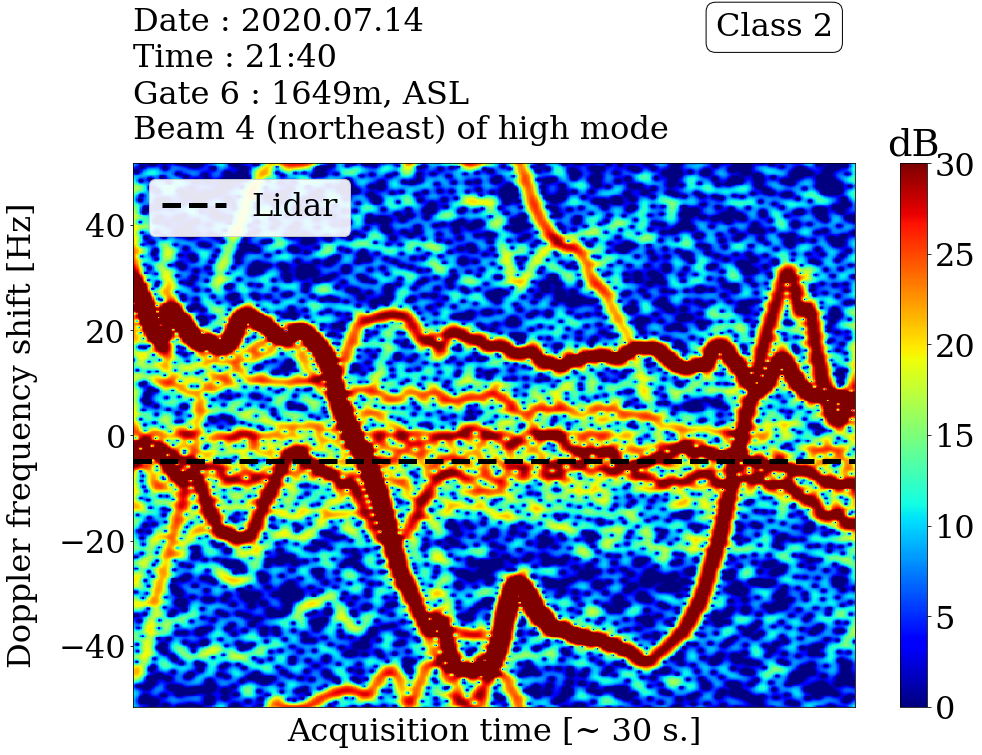 Date : 2020.07.14
Class 2
Time : 21:40
Gate 6 : 1649m, ASL
Beam 4 (northeast) of high mode
dB
Lidar
40
20
0
−20
−40
Doppler frequency shift [Hz]
30
25
20
15
10
5
0
Acquisition time [~ 30 s.]